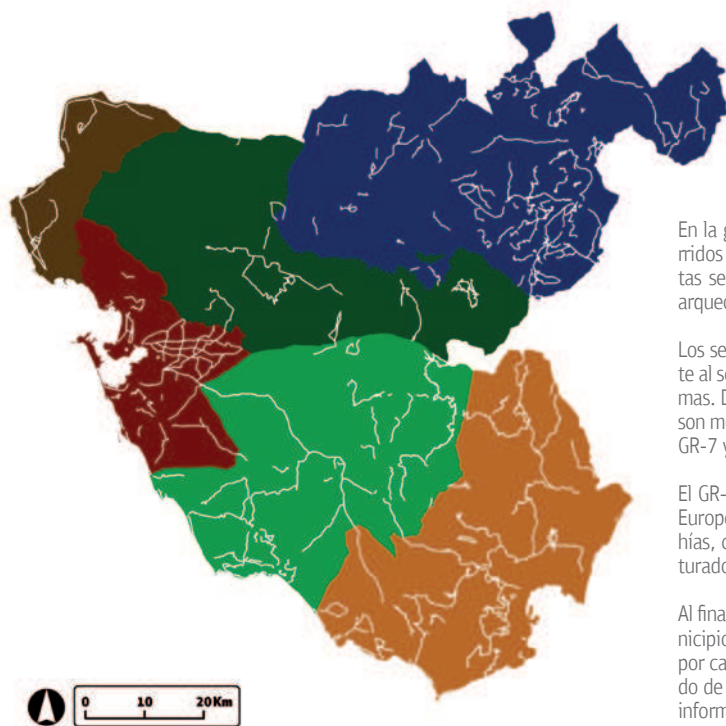 En la g
rridos
tas se
arqueo
Los se
te al se
mas. D
son m
GR-7 y
El GR-
Europe
hías, c
turado
Al fina
nicipio
por ca
do de
inform
0 10 20Km